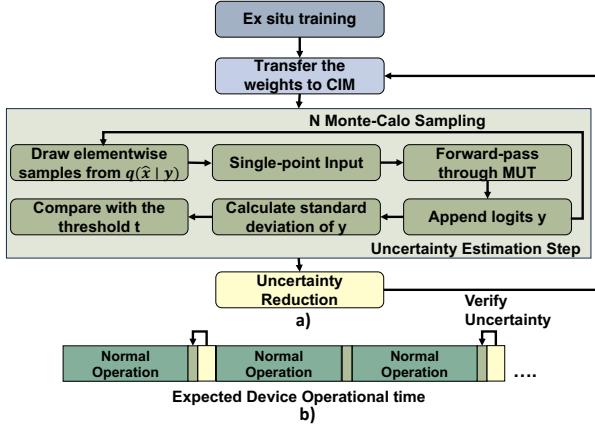 Ex situ training
Transfer the
weights to CIM
N Monte-Calo Sampling
Draw elementwise
samples from q(x̂ | y)
Single-point Input
Forward-pass
through MUT
Compare with the
threshold t
Calculate standard
deviation of y
Append logits y
Uncertainty Estimation Step
Uncertainty
Reduction
a)
Verify
Uncertainty
Normal
Operation
Normal
Operation
Normal
Operation
....
Expected Device Operational time
b)